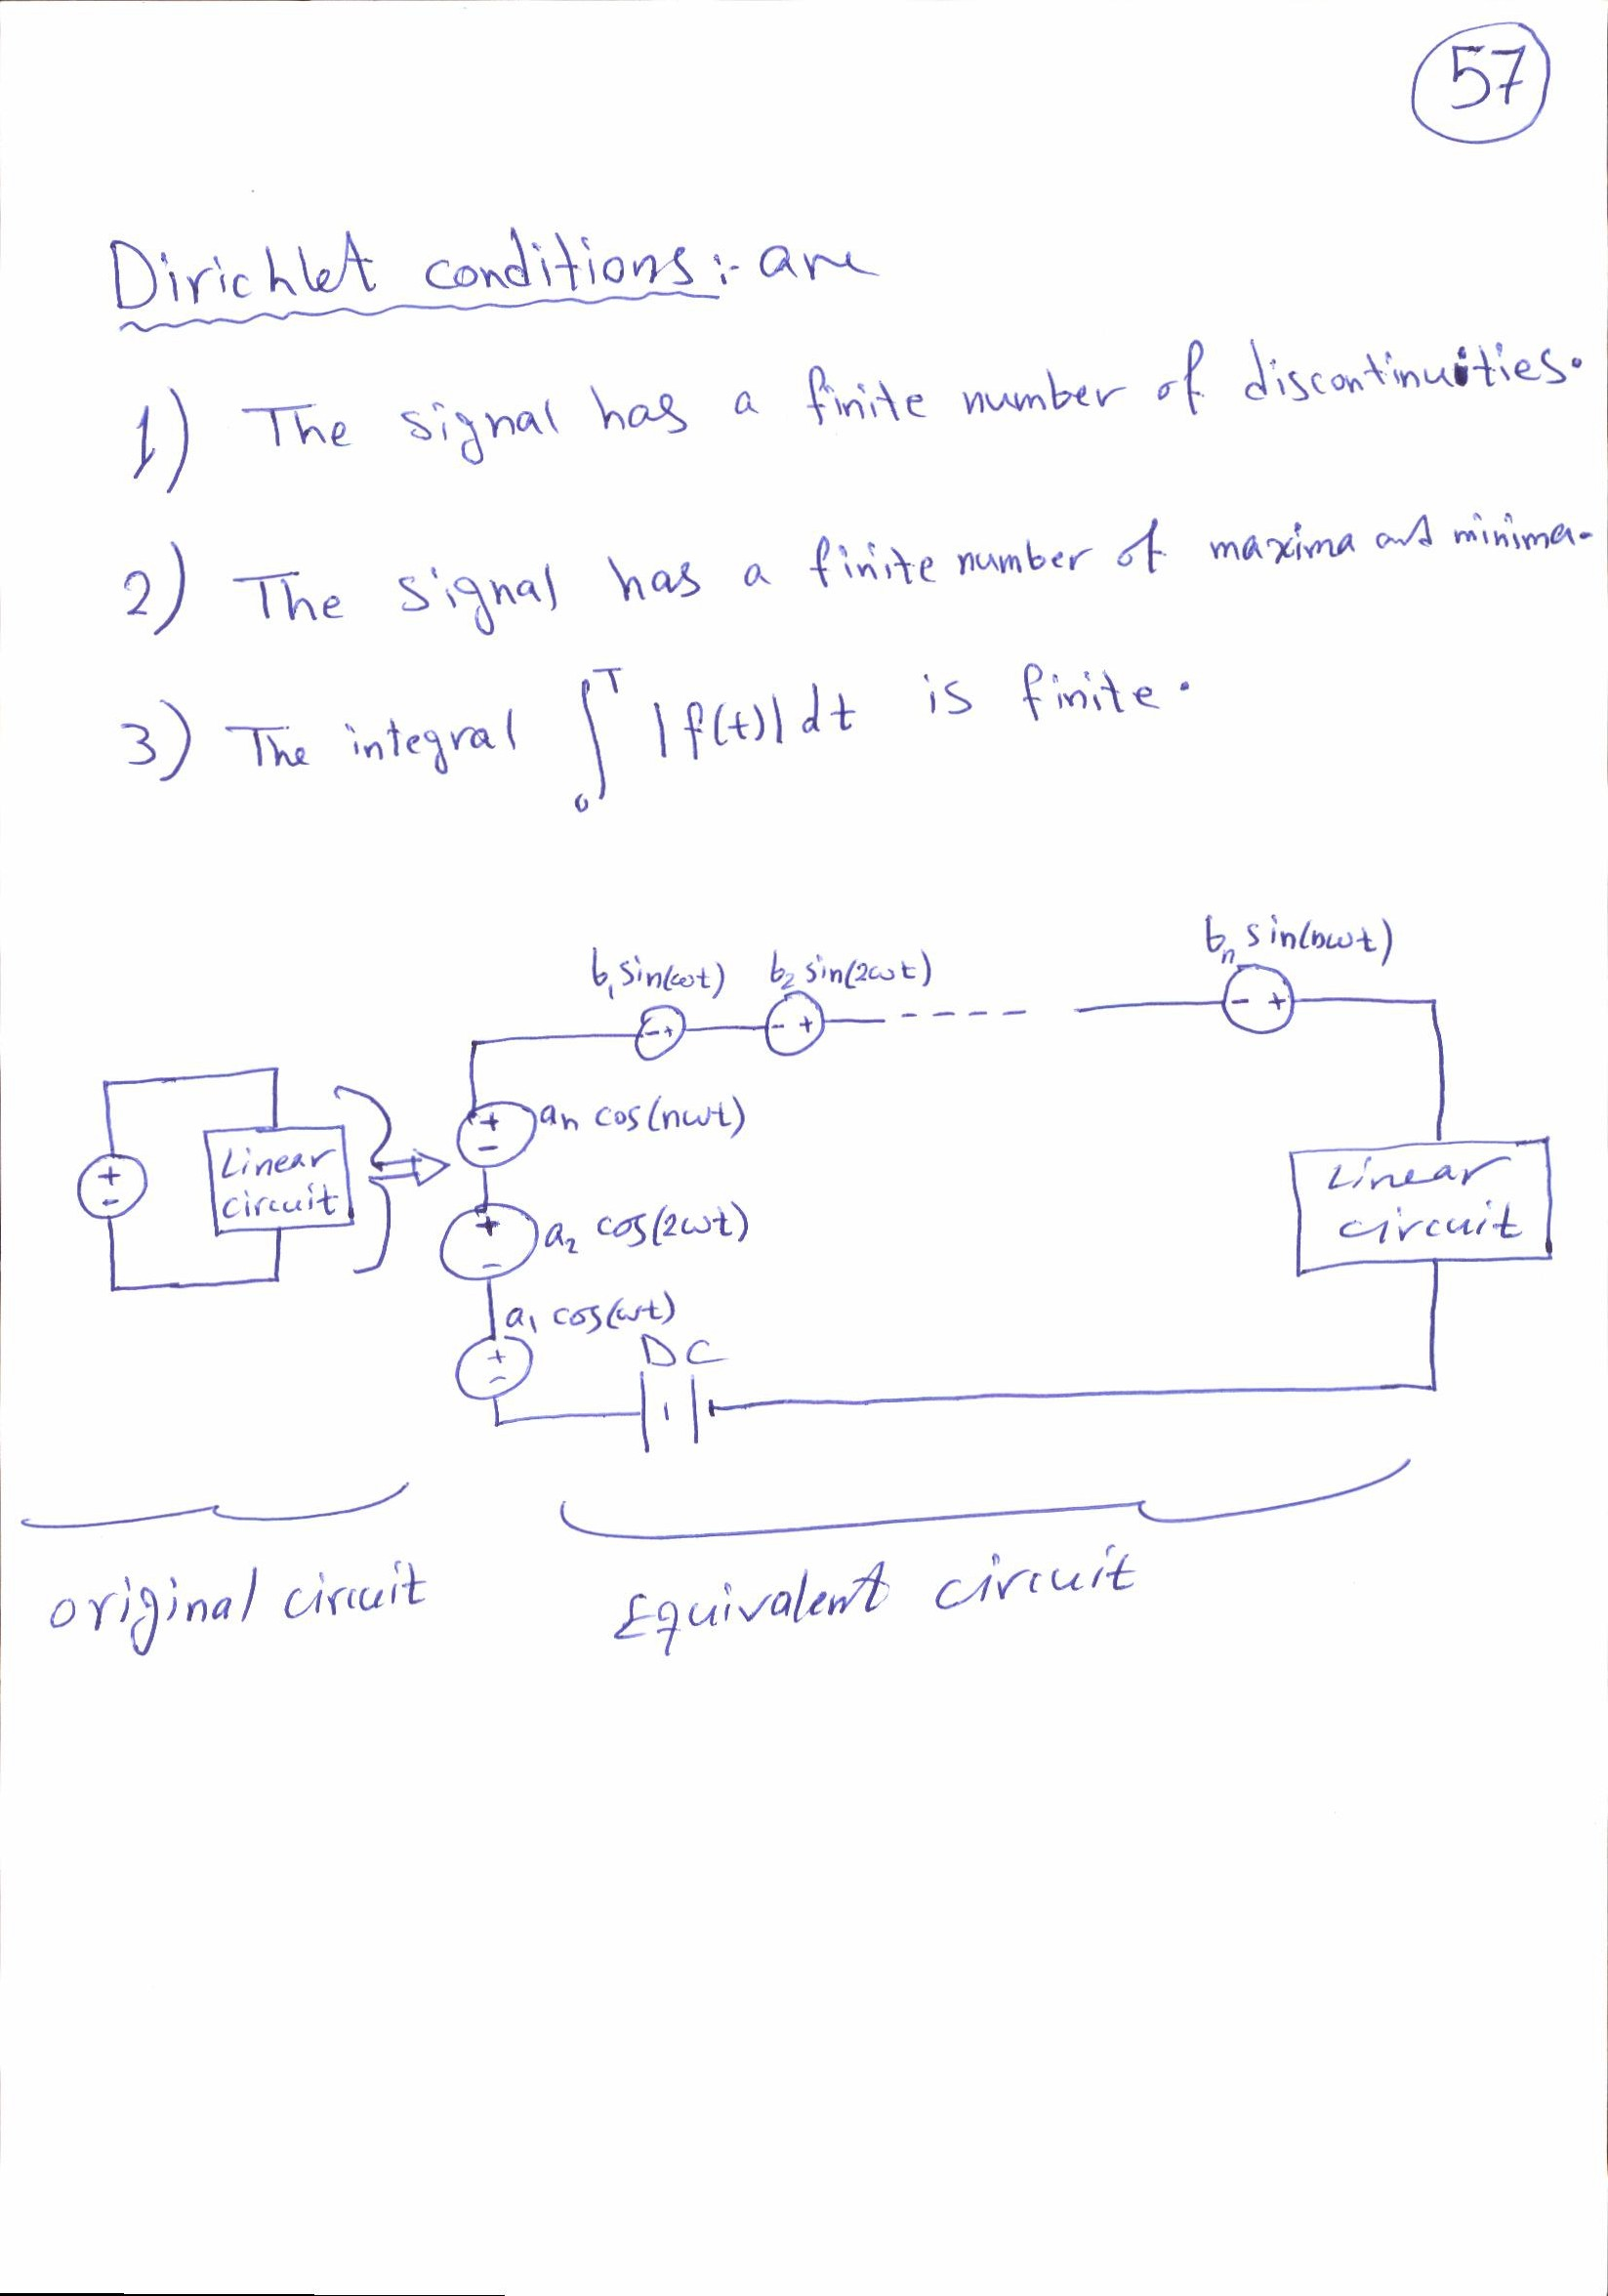 57
Dirichlet conditions :- are
1) The signal has a finite number of discontinuities.
2) The signal has a finite number of maxima and minima.
3) The integral ∫₀ᵀ |f(t)| dt is finite.
b₁ sin(ωt) b₂ sin(2ωt) - - - - bₙ sin(nωt)
- + - + - +
+ - an cos(nωt)
Linear
circuit
+ -
Linear
circuit
+ - a₂ cos(2ωt)
a₁ cos(ωt)
+ -
DC
original circuit Equivalent circuit